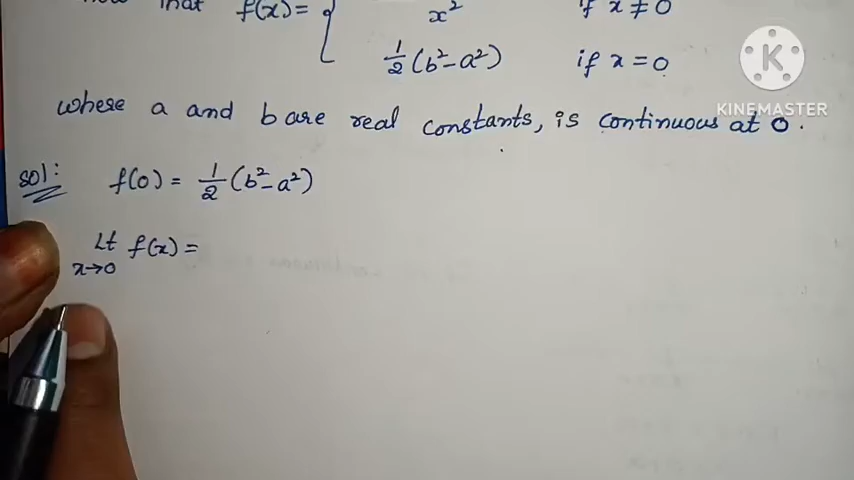 that f(x) = { x² if x ≠ 0
½ (b² - a²) if x = 0
where a and b are real constants, is continuous at 0.
sol: f(0) = ½ (b² - a²)
Lt f(x) =
x→0
K
KINEMASTER